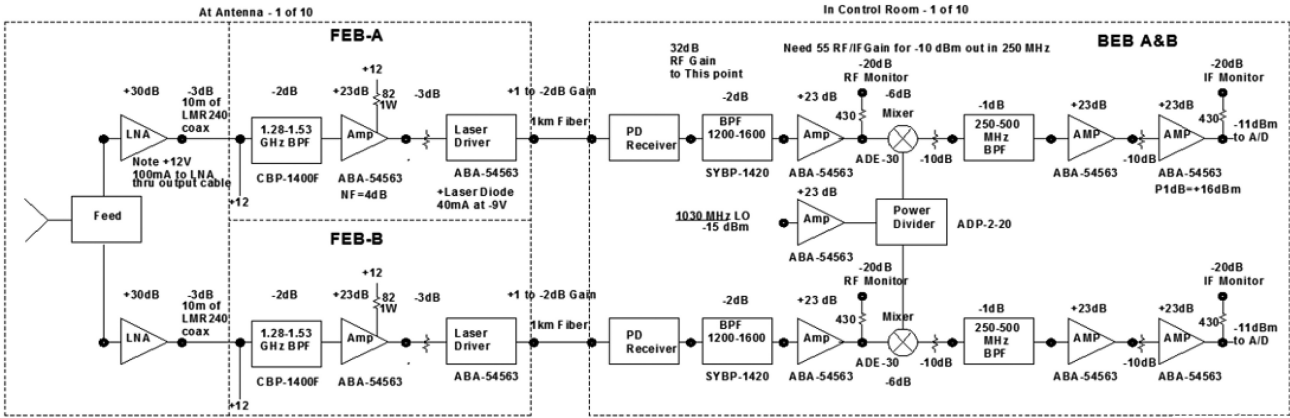 At Antenna - 1 of 10
In Control Room - 1 of 10
FEB-A
BEB A&B
32dB
RF Gain
to This point
Need 55 RF/IF Gain for -10 dBm out in 250 MHz
+12
82
1W
-20dB
RF Monitor
-20dB
IF Monitor
+30dB
-3dB
10m of
LMR240
coax
-2dB
+23dB
-3dB
+1 to -2dB Gain
1km Fiber
-2dB
+23 dB
430
-6dB
Mixer
-1dB
+23dB
+23dB
430
-11dBm
to A/D
LNA
1.28-1.53
GHz BPF
Amp
Laser
Driver
PD
Receiver
BPF
1200-1600
Amp
250-500
MHz
BPF
AMP
AMP
Note +12V
100mA to LNA
thru output cable
+12
CBP-1400F
ABA-54563
NF=4dB
ABA-54563
+Laser Diode
40mA at -9V
SYBP-1420
ABA-54563
ADE-30
-10dB
ABA-54563
-10dB
ABA-54563
P1dB=+16dBm
Feed
1030 MHz LO
-15 dBm
+23 dB
Amp
ABA-54563
Power
Divider
ADP-2-20
FEB-B
+12
82
1W
-20dB
RF Monitor
-20dB
IF Monitor
+30dB
-3dB
10m of
LMR240
coax
-2dB
+23dB
-3dB
+1 to -2dB Gain
1km Fiber
-2dB
+23 dB
430
Mixer
-1dB
+23dB
+23dB
430
-11dBm
to A/D
LNA
1.28-1.53
GHz BPF
Amp
Laser
Driver
PD
Receiver
BPF
1200-1600
Amp
250-500
MHz
BPF
AMP
AMP
+12
CBP-1400F
ABA-54563
ABA-54563
SYBP-1420
ABA-54563
ADE-30
-6dB
-10dB
ABA-54563
-10dB
ABA-54563